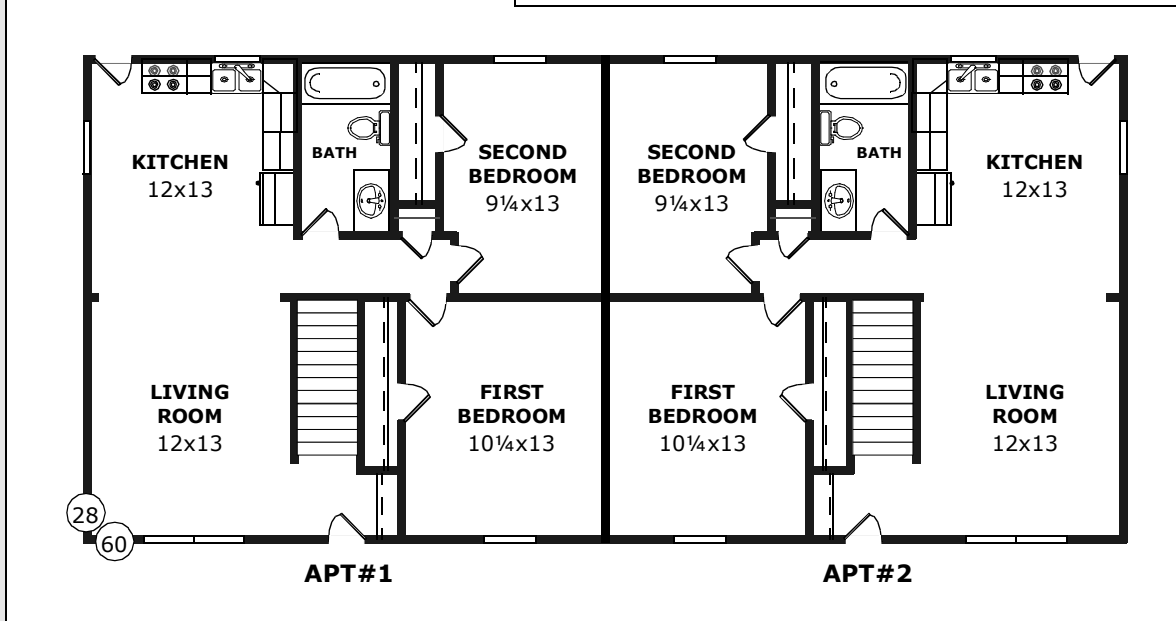 KITCHEN
12x13
BATH
SECOND
BEDROOM
9¼x13
SECOND
BEDROOM
9¼x13
BATH
KITCHEN
12x13
LIVING
ROOM
12x13
FIRST
BEDROOM
10¼x13
FIRST
BEDROOM
10¼x13
LIVING
ROOM
12x13
28
60
APT#1
APT#2